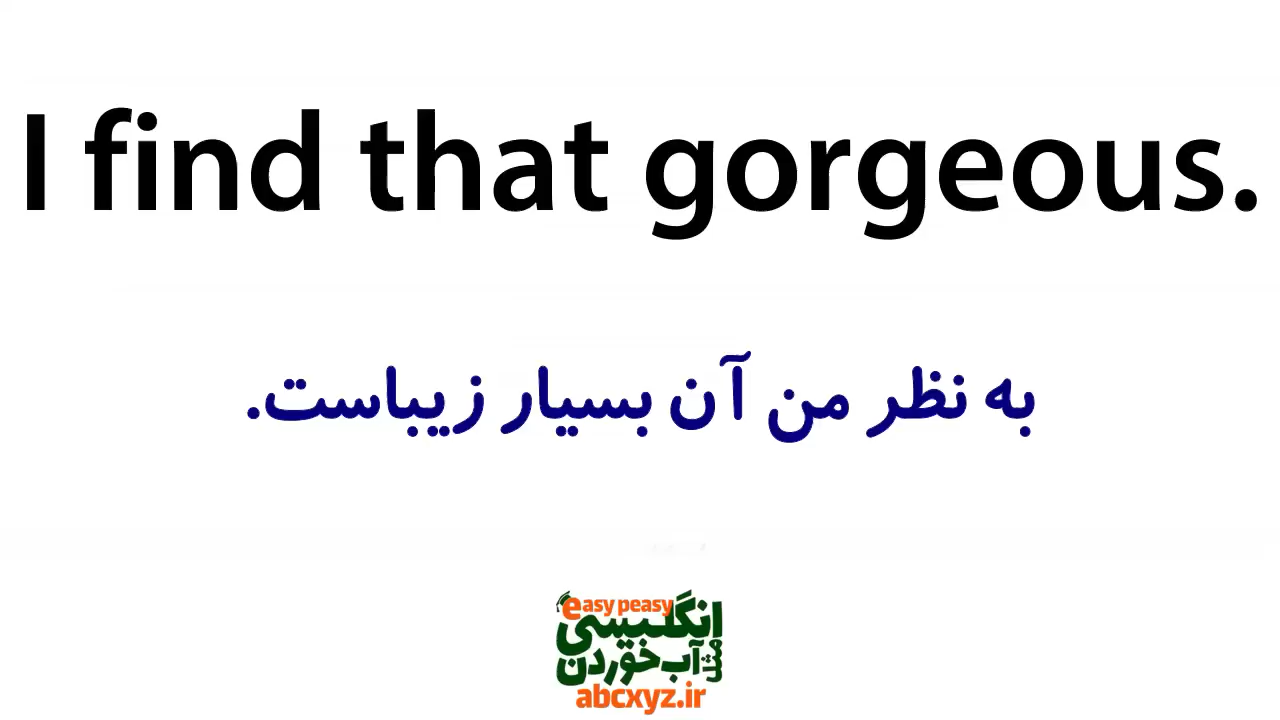 I find that gorgeous.
به نظر من آن بسیار زیباست.
easy peasy
انگلیسی
مثل آب خوردن
abcxyz.ir